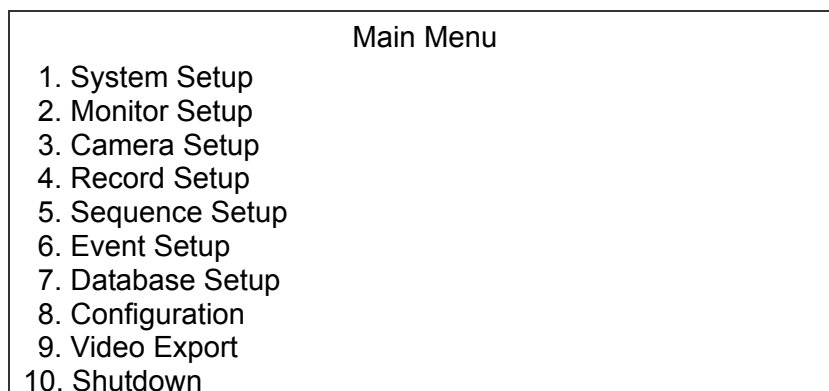 Main Menu
1. System Setup
2. Monitor Setup
3. Camera Setup
4. Record Setup
5. Sequence Setup
6. Event Setup
7. Database Setup
8. Configuration
9. Video Export
10. Shutdown